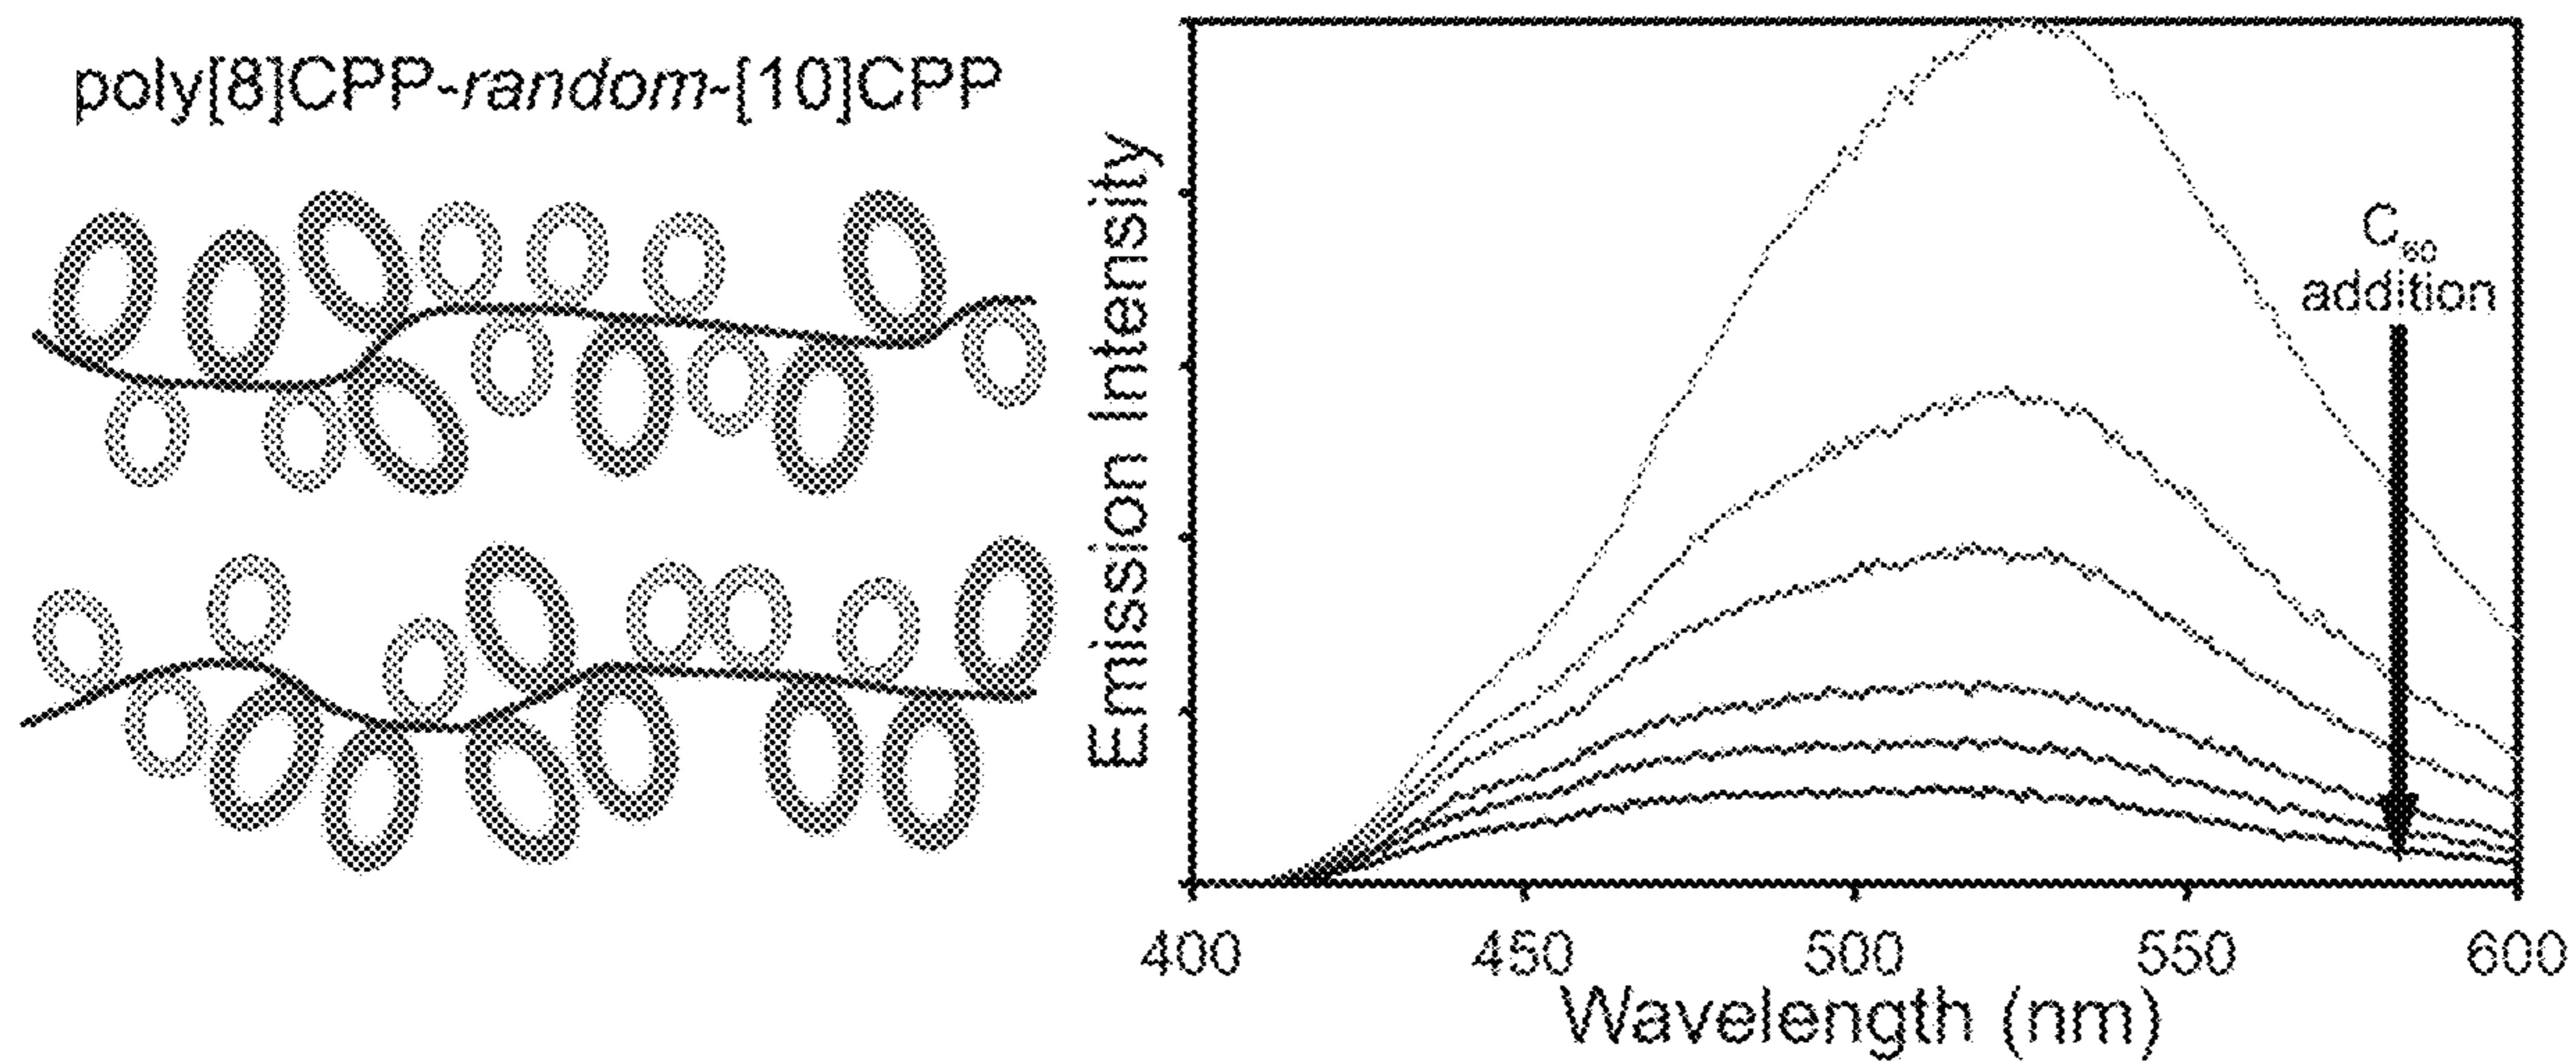 poly[8]CPP-random-[10]CPP
Emission Intensity
C₆₀
addition
400 450 500 550 600
Wavelength (nm)